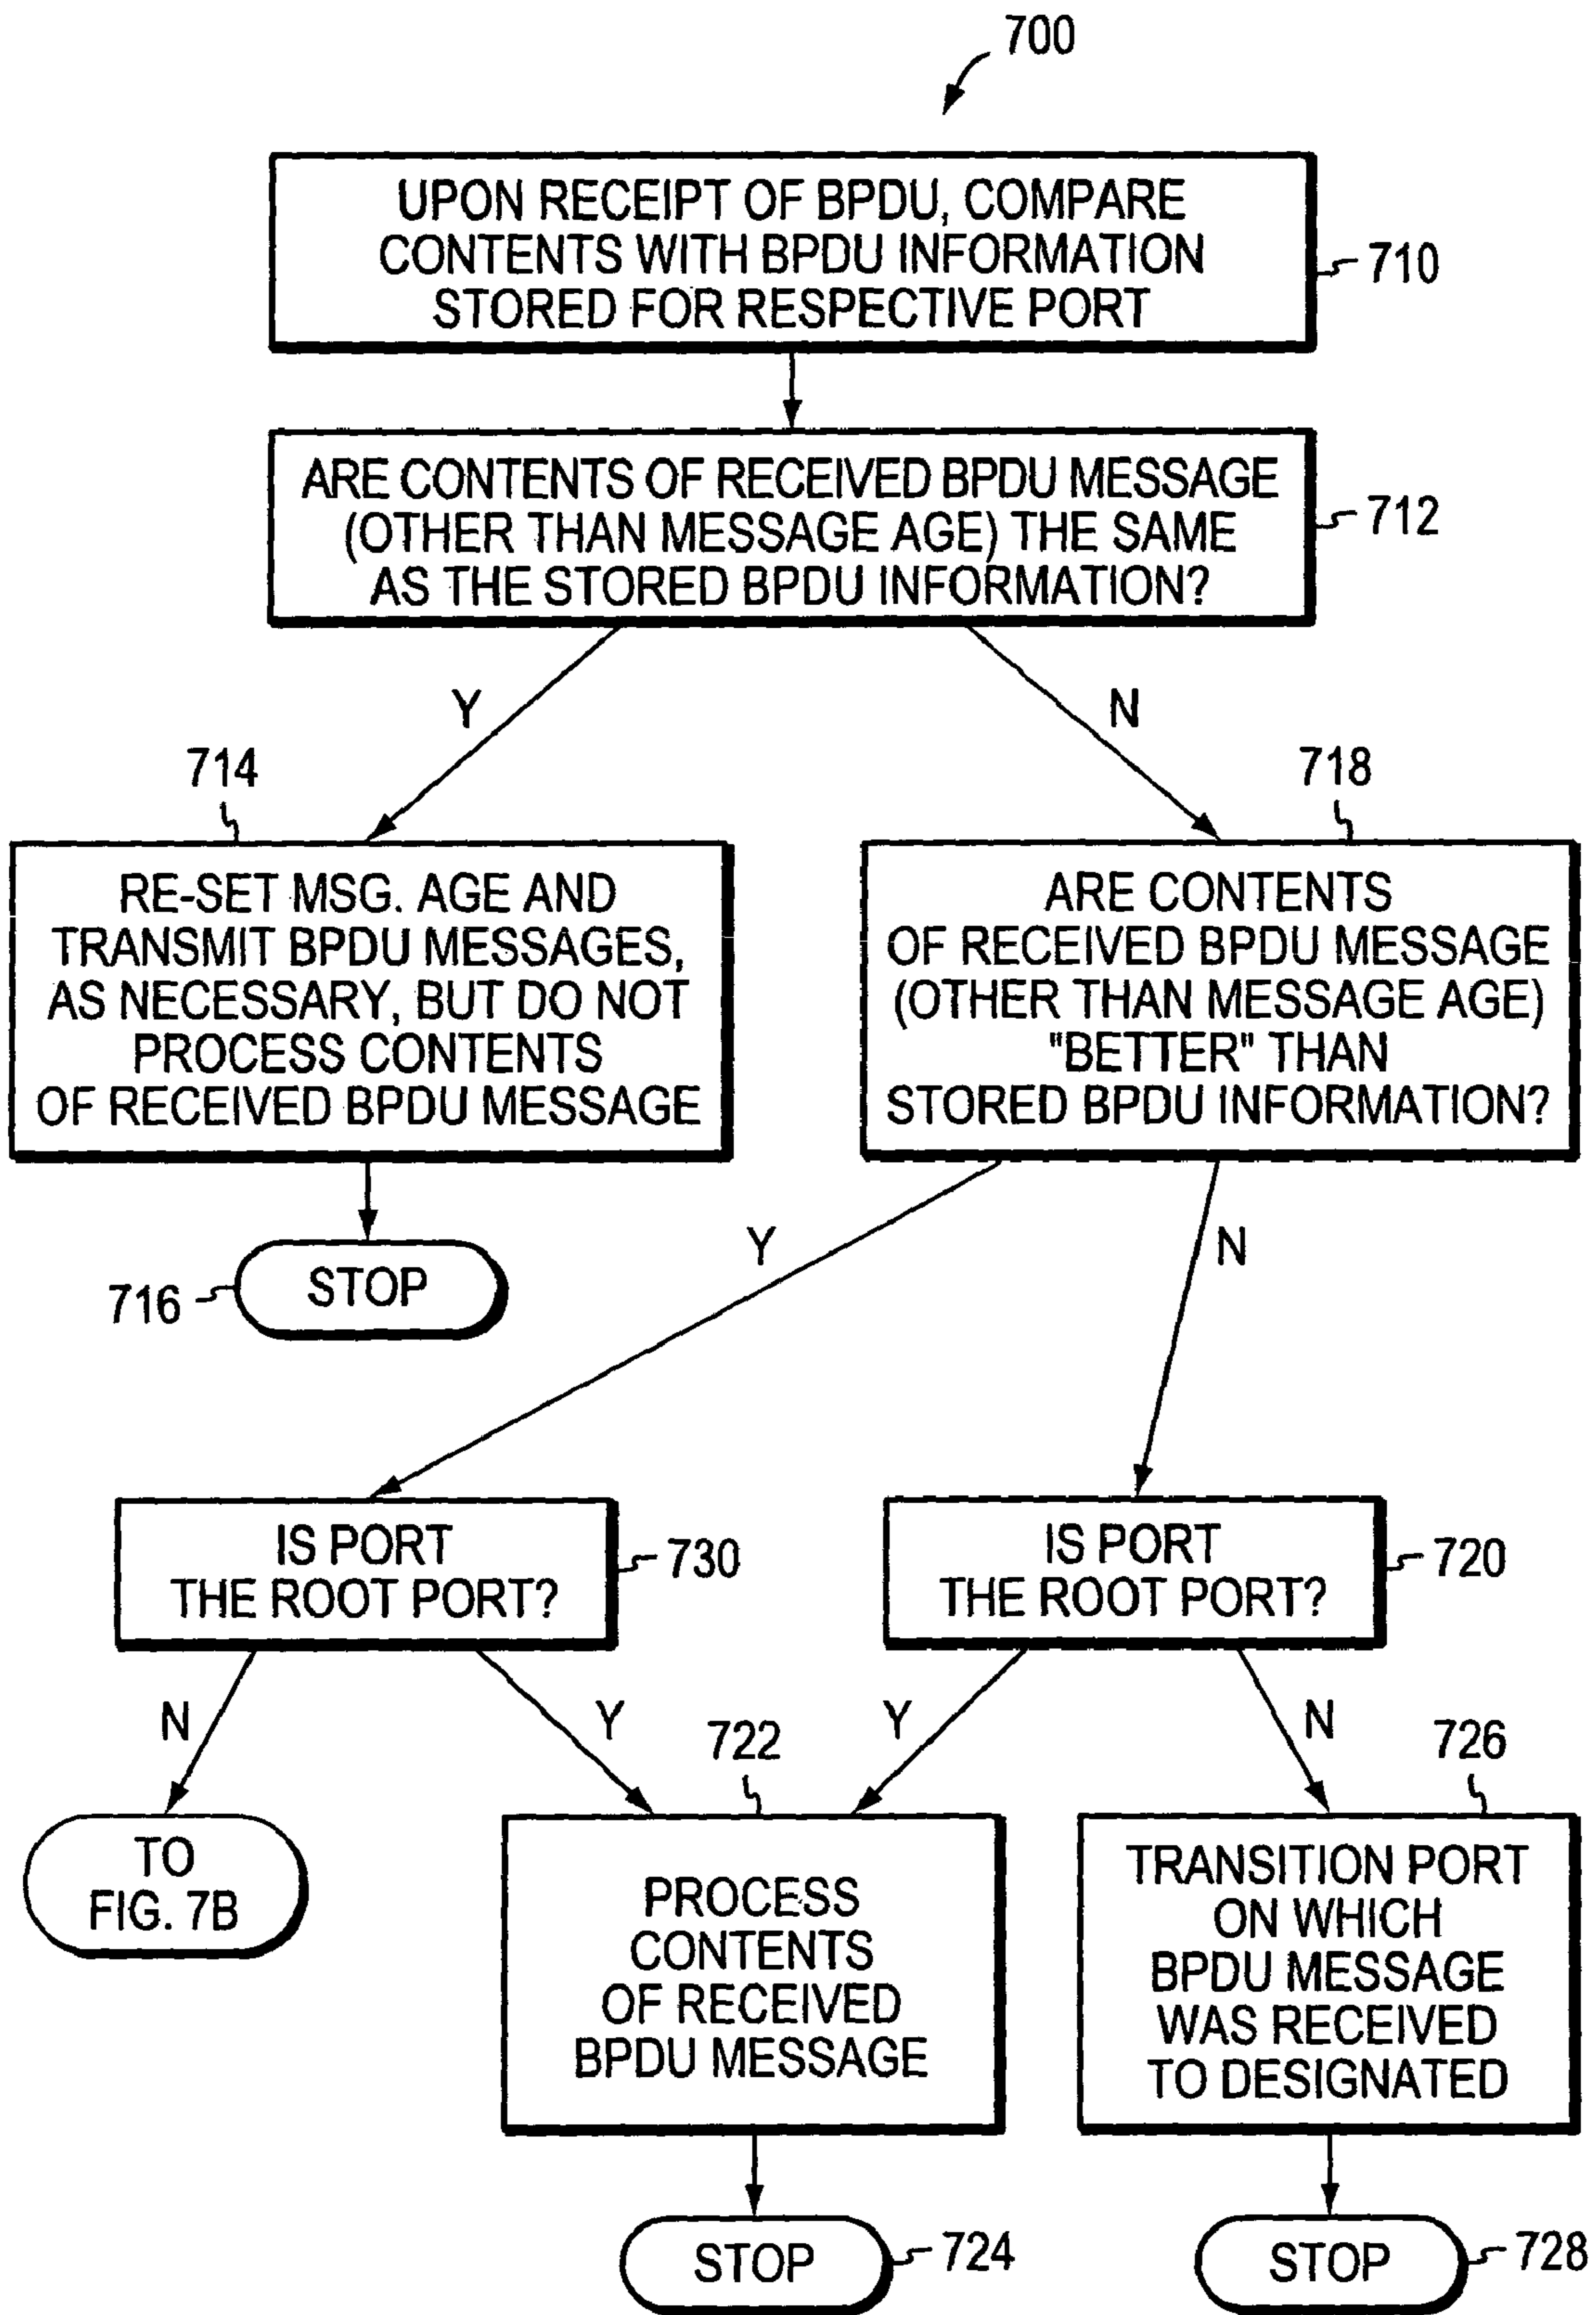 700
UPON RECEIPT OF BPDU, COMPARE
CONTENTS WITH BPDU INFORMATION
STORED FOR RESPECTIVE PORT
710
ARE CONTENTS OF RECEIVED BPDU MESSAGE
(OTHER THAN MESSAGE AGE) THE SAME
AS THE STORED BPDU INFORMATION?
712
Y
N
714
RE-SET MSG. AGE AND
TRANSMIT BPDU MESSAGES,
AS NECESSARY, BUT DO NOT
PROCESS CONTENTS
OF RECEIVED BPDU MESSAGE
718
ARE CONTENTS
OF RECEIVED BPDU MESSAGE
(OTHER THAN MESSAGE AGE)
"BETTER" THAN
STORED BPDU INFORMATION?
716
STOP
Y
N
IS PORT
THE ROOT PORT?
730
IS PORT
THE ROOT PORT?
720
N
Y
Y
N
TO
FIG. 7B
722
PROCESS
CONTENTS
OF RECEIVED
BPDU MESSAGE
726
TRANSITION PORT
ON WHICH
BPDU MESSAGE
WAS RECEIVED
TO DESIGNATED
STOP
724
STOP
728